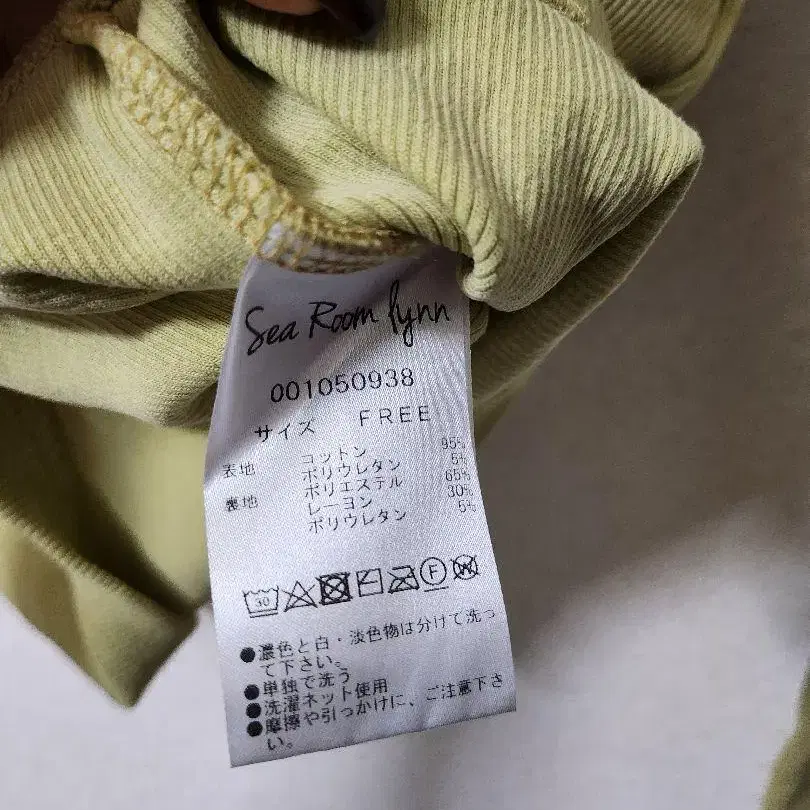 Sea Room lynn
001050938
サイズ FREE
表地 コットン 95%
ポリウレタン 5%
裏地 ポリエステル 65%
レーヨン 30%
ポリウレタン 5%
30 F W
●濃色と白・淡色物は分けて洗っ
て下さい。
●単独で洗う
●洗濯ネット使用
●摩擦や引っかけに、ご注意下さ
い。